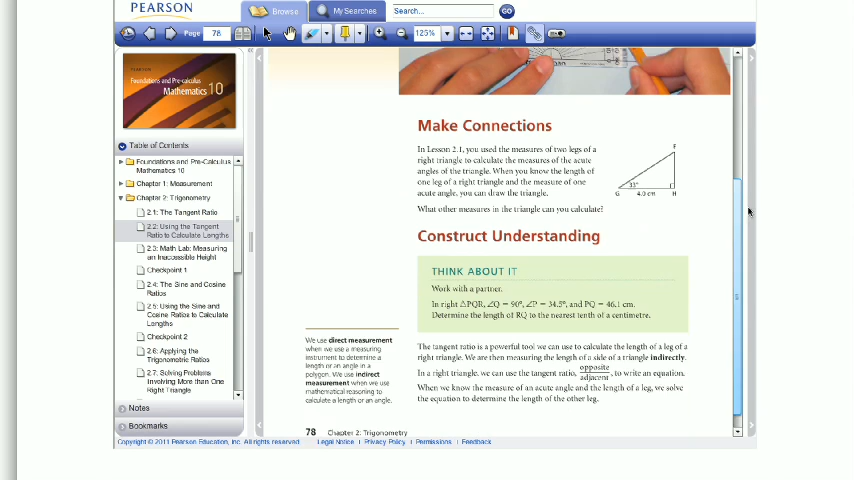 PEARSON
Browse
My Searches
Search...
GO
Page 78
125%
PEARSON
Foundations and Pre-calculus
Mathematics 10
Table of Contents
Foundations and Pre-calculus
Mathematics 10
Chapter 1: Measurement
Chapter 2: Trigonometry
2.1: The Tangent Ratio
2.2: Using the Tangent
Ratio to Calculate Lengths
2.3: Math Lab: Measuring
an Inaccessible Height
Checkpoint 1
2.4: The Sine and Cosine
Ratios
2.5: Using the Sine and
Cosine Ratios to Calculate
Lengths
Checkpoint 2
2.6: Applying the
Trigonometric Ratios
2.7: Solving Problems
Involving More than One
Right Triangle
Notes
Bookmarks
Make Connections
In Lesson 2.1, you used the measures of two legs of a
right triangle to calculate the measures of the acute
angles of the triangle. When you know the length of
one leg of a right triangle and the measure of one
acute angle, you can draw the triangle.
F
33°
G 4.0 cm H
What other measures in the triangle can you calculate?
Construct Understanding
THINK ABOUT IT
Work with a partner.
In right △PQR, ∠Q = 90°, ∠P = 34.5°, and PQ = 46.1 cm.
Determine the length of RQ to the nearest tenth of a centimetre.
We use direct measurement
when we use a measuring
instrument to determine a
length or an angle in a
polygon. We use indirect
measurement when we use
mathematical reasoning to
calculate a length or an angle.
The tangent ratio is a powerful tool we can use to calculate the length of a leg of a
right triangle. We are then measuring the length of a side of a triangle indirectly.
In a right triangle, we can use the tangent ratio, opposite/adjacent, to write an equation.
When we know the measure of an acute angle and the length of a leg, we solve
the equation to determine the length of the other leg.
78 Chapter 2: Trigonometry
Copyright © 2011 Pearson Education, Inc. All rights reserved Legal Notice | Privacy Policy | Permissions | Feedback